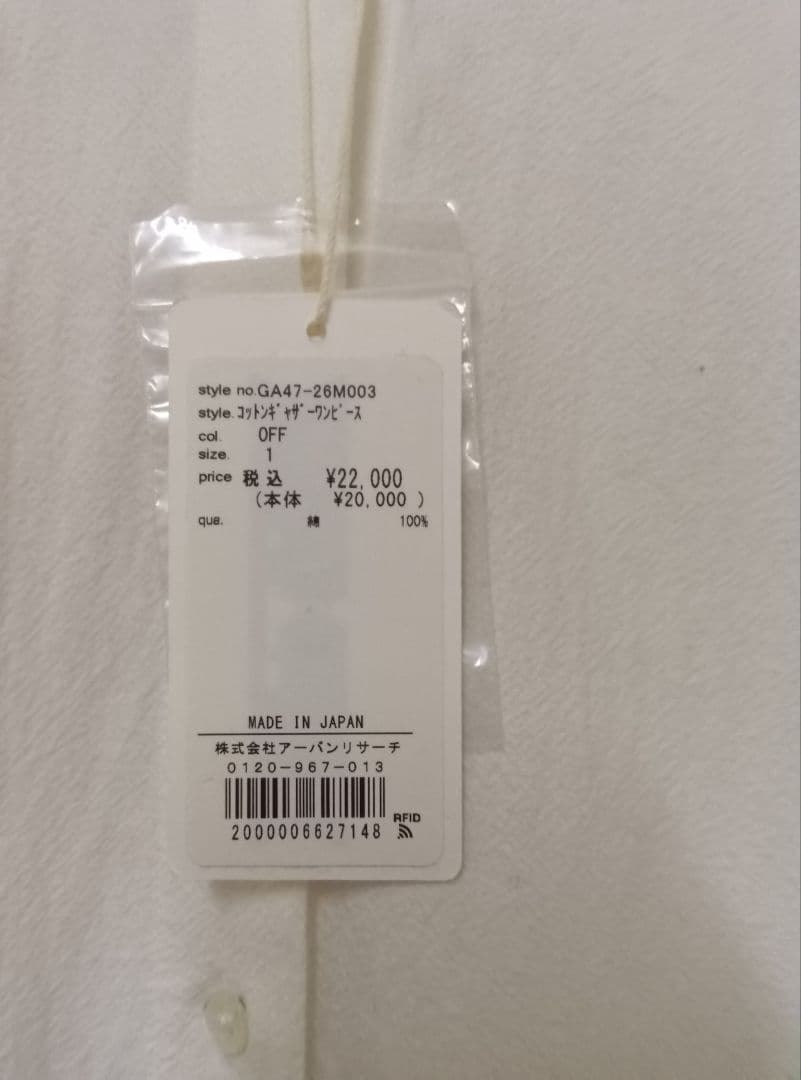 style no.GA47-26M003
style.ｺｯﾄﾝｷﾞｬｻﾞｰﾜﾝﾋﾟｰｽ
col. OFF
size. 1
price 税込 ¥22,000
(本体 ¥20,000 )
qua. 綿 100%
MADE IN JAPAN
株式会社アーバンリサーチ
0120-967-013
RFID
2000006627148